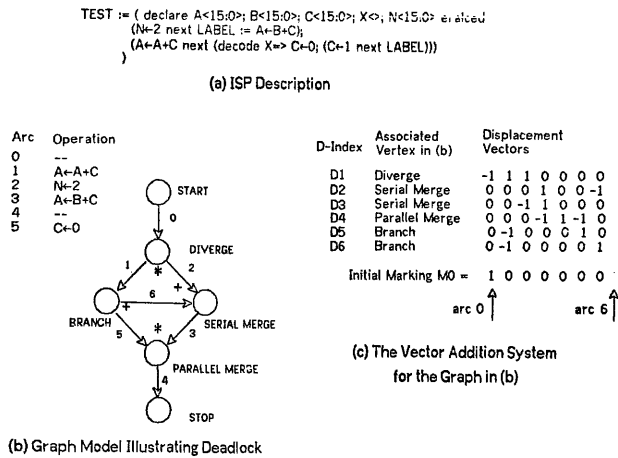 TEST := ( declare A<15:0>; B<15:0>; C<15:0>; X<>, N<15:0>
(N←2 next LABEL := A←B+C);
(A←A+C next (decode X=> C←0; (C←1 next LABEL)))
)
(a) ISP Description
Arc Operation
0 --
1 A←A+C
2 N←2
3 A←B+C
4 --
5 C←0
START
0
DIVERGE
1
*
2
+
6
+
BRANCH
SERIAL MERGE
5
*
3
PARALLEL MERGE
4
STOP
(b) Graph Model Illustrating Deadlock
D-Index Associated Vertex in (b) Displacement Vectors
D1 Diverge -1 1 1 0 0 0 0
D2 Serial Merge 0 0 0 1 0 0 -1
D3 Serial Merge 0 0 -1 1 0 0 0
D4 Parallel Merge 0 0 0 -1 1 -1 0
D5 Branch 0 -1 0 0 0 1 0
D6 Branch 0 -1 0 0 0 0 1
Initial Marking M0 = 1 0 0 0 0 0 0
arc 0 arc 6
(c) The Vector Addition System
for the Graph in (b)